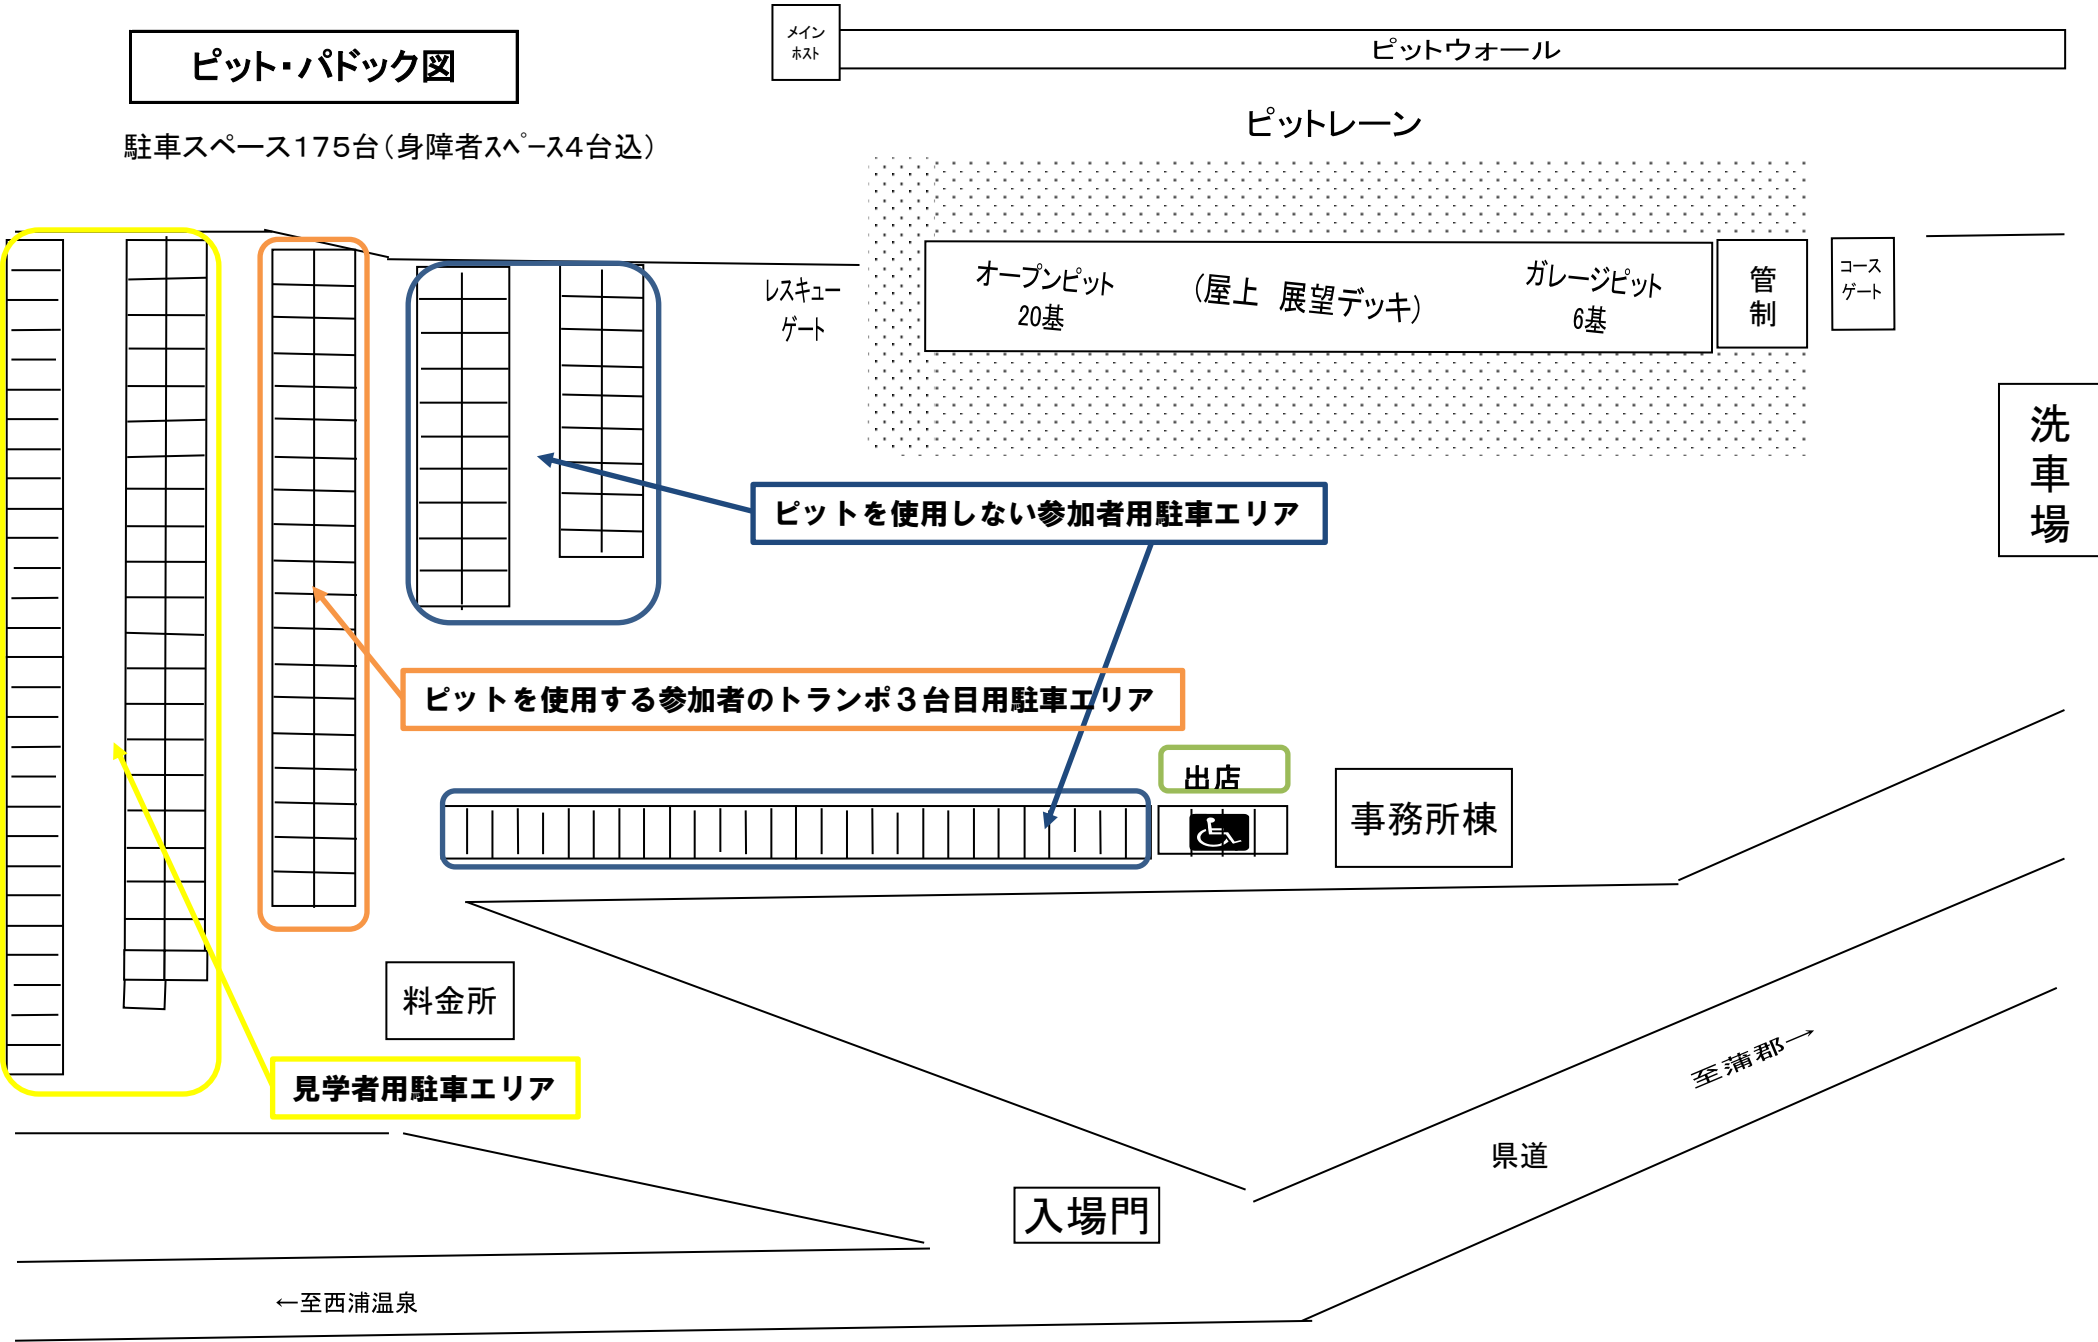 ピット・パドック図
駐車スペース175台(身障者ｽﾍﾟｰｽ4台込)
メイン
ホスト
ピットウォール
ピットレーン
レスキュー
ゲート
オープンピット
20基
(屋上 展望デッキ)
ガレージピット
6基
管
制
コース
ゲート
洗
車
場
ピットを使用しない参加者用駐車エリア
ピットを使用する参加者のトランポ３台目用駐車エリア
出店
事務所棟
料金所
見学者用駐車エリア
至蒲郡→
県道
入場門
←至西浦温泉